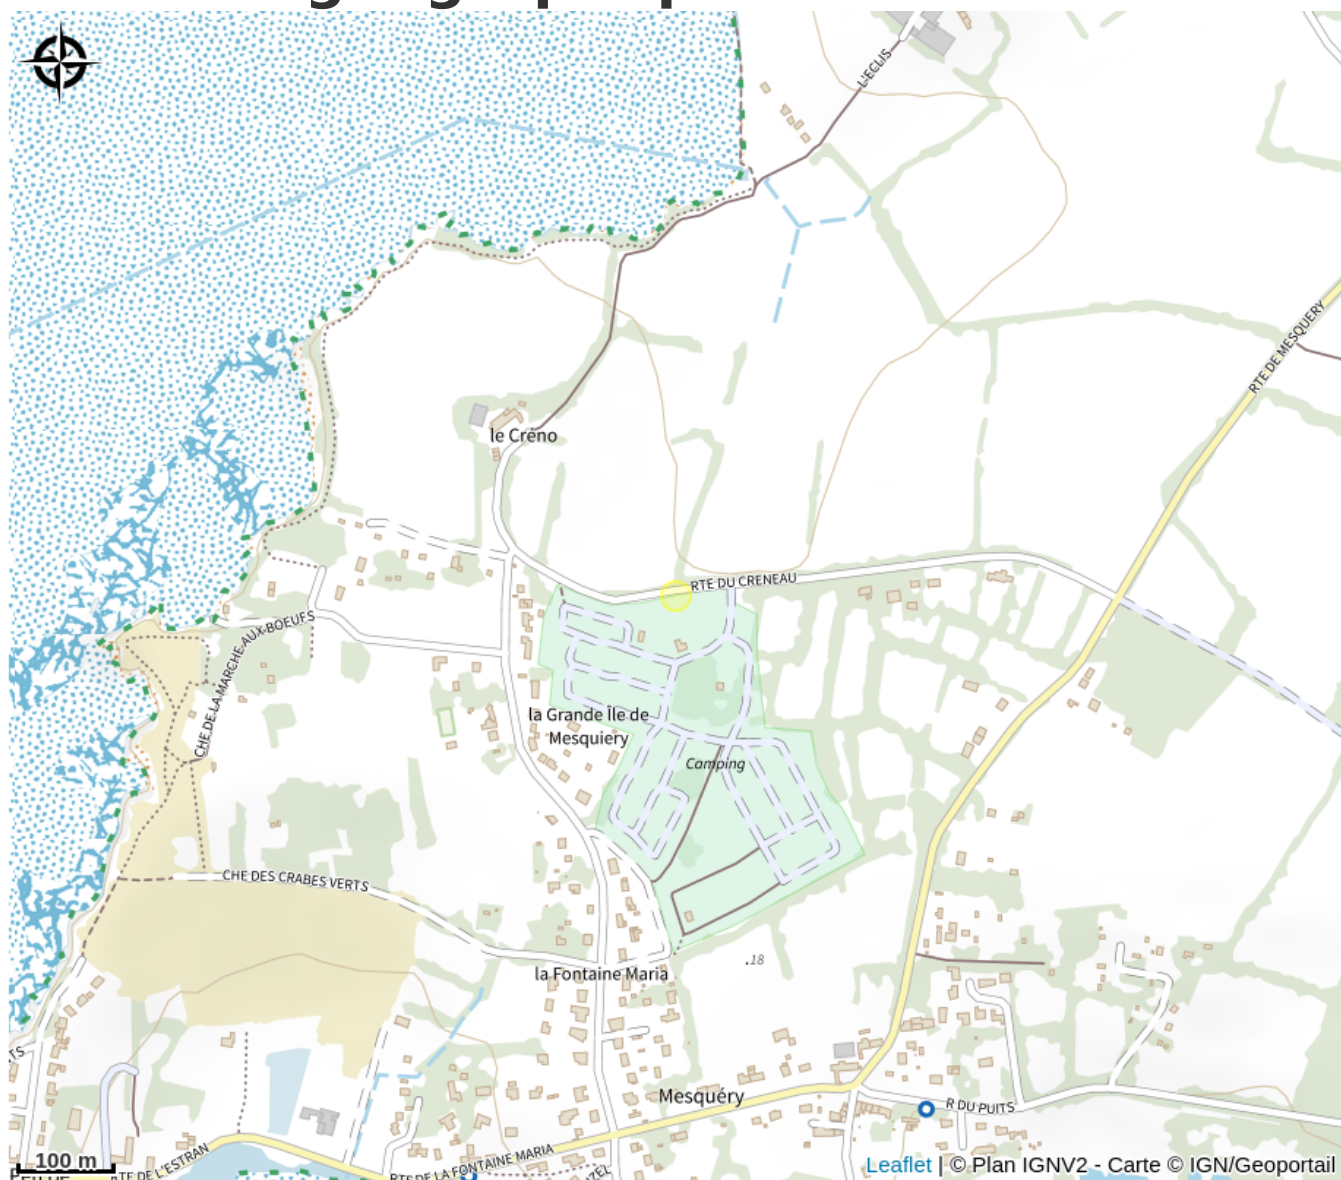 L'ECLIS
RTE DE MESQUERY
le Créno
RTE DU CRENEAU
CHE DE LA MARCHE AUX BOEUFS
la Grande Île de
Mesquiery
Camping
CHE DES CRABES VERTS
.18
la Fontaine Maria
TS
Mesquéry
R DU PUITS
100 m
RTE DE L'ESTRAN
RTE DE LA FONTAINE MARIA
AZEL
Leaflet | © Plan IGNV2 - Carte © IGN/Geoportail